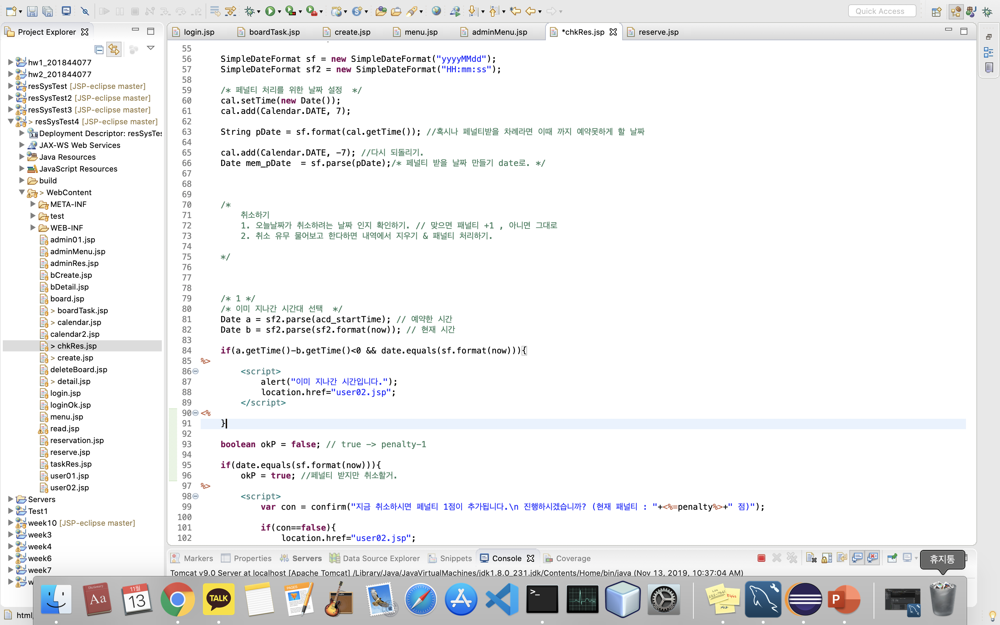 Quick Access
Project Explorer
hw1_201844077
hw2_201844077
resSysTest [JSP-eclipse master]
resSysTest2 [JSP-eclipse master]
resSysTest3 [JSP-eclipse master]
> resSysTest4 [JSP-eclipse master]
3.0 Deployment Descriptor: resSysTes
JAX-WS Web Services
Java Resources
JavaScript Resources
build
> WebContent
META-INF
test
WEB-INF
admin01.jsp
adminMenu.jsp
adminRes.jsp
bCreate.jsp
bDetail.jsp
board.jsp
> boardTask.jsp
> calendar.jsp
calendar2.jsp
> chkRes.jsp
> create.jsp
deleteBoard.jsp
> detail.jsp
login.jsp
loginOk.jsp
menu.jsp
read.jsp
reservation.jsp
reserve.jsp
taskRes.jsp
user01.jsp
user02.jsp
Servers
Test1
week10 [JSP-eclipse master]
week3
week4
week6
week7
w
html
login.jsp boardTask.jsp create.jsp menu.jsp adminMenu.jsp *chkRes.jsp reserve.jsp
55
56 SimpleDateFormat sf = new SimpleDateFormat("yyyyMMdd");
57 SimpleDateFormat sf2 = new SimpleDateFormat("HH:mm:ss");
58
59 /* 페널티 처리를 위한 날짜 설정 */
60 cal.setTime(new Date());
61 cal.add(Calendar.DATE, 7);
62
63 String pDate = sf.format(cal.getTime()); //혹시나 페널티받을 차례라면 이때 까지 예약못하게 할 날짜
64
65 cal.add(Calendar.DATE, -7); //다시 되돌리기.
66 Date mem_pDate = sf.parse(pDate);/* 페널티 받을 날짜 만들기 date로. */
67
68
69
70 /*
71 취소하기
72 1. 오늘날짜가 취소하려는 날짜 인지 확인하기. // 맞으면 패널티 +1 , 아니면 그대로
73 2. 취소 유무 물어보고 한다하면 내역에서 지우기 & 패널티 처리하기.
74
75 */
76
77
78
79 /* 1 */
80 /* 이미 지나간 시간대 선택 */
81 Date a = sf2.parse(acd_startTime); // 예약한 시간
82 Date b = sf2.parse(sf2.format(now)); // 현재 시간
83
84 if(a.getTime()-b.getTime()<0 && date.equals(sf.format(now))){
85 %>
86 <script>
87 alert("이미 지나간 시간입니다.");
88 location.href="user02.jsp";
89 </script>
90 <%
91 }
92
93 boolean okP = false; // true -> penalty-1
94
95 if(date.equals(sf.format(now))){
96 okP = true; //페널티 받지만 취소할거.
97 %>
98 <script>
99 var con = confirm("지금 취소하시면 페널티 1점이 추가됩니다.\n 진행하시겠습니까? (현재 패널티 : "+<%=penalty%>+" 점)");
100
101 if(con==false){
102 location.href="user02.jsp";
Markers Properties Servers Data Source Explorer Snippets Console Coverage
휴지통
Tomcat v9.0 Server at localhost [Apache Tomcat] /Library/Java/JavaVirtualMachines/jdk1.8.0_231.jdk/Contents/Home/bin/java (Nov 13, 2019, 10:37:04 AM)
Dictionary
Aa
11월
13
TALK
PAGES
>_
555-7361
EGGS
MILK
P